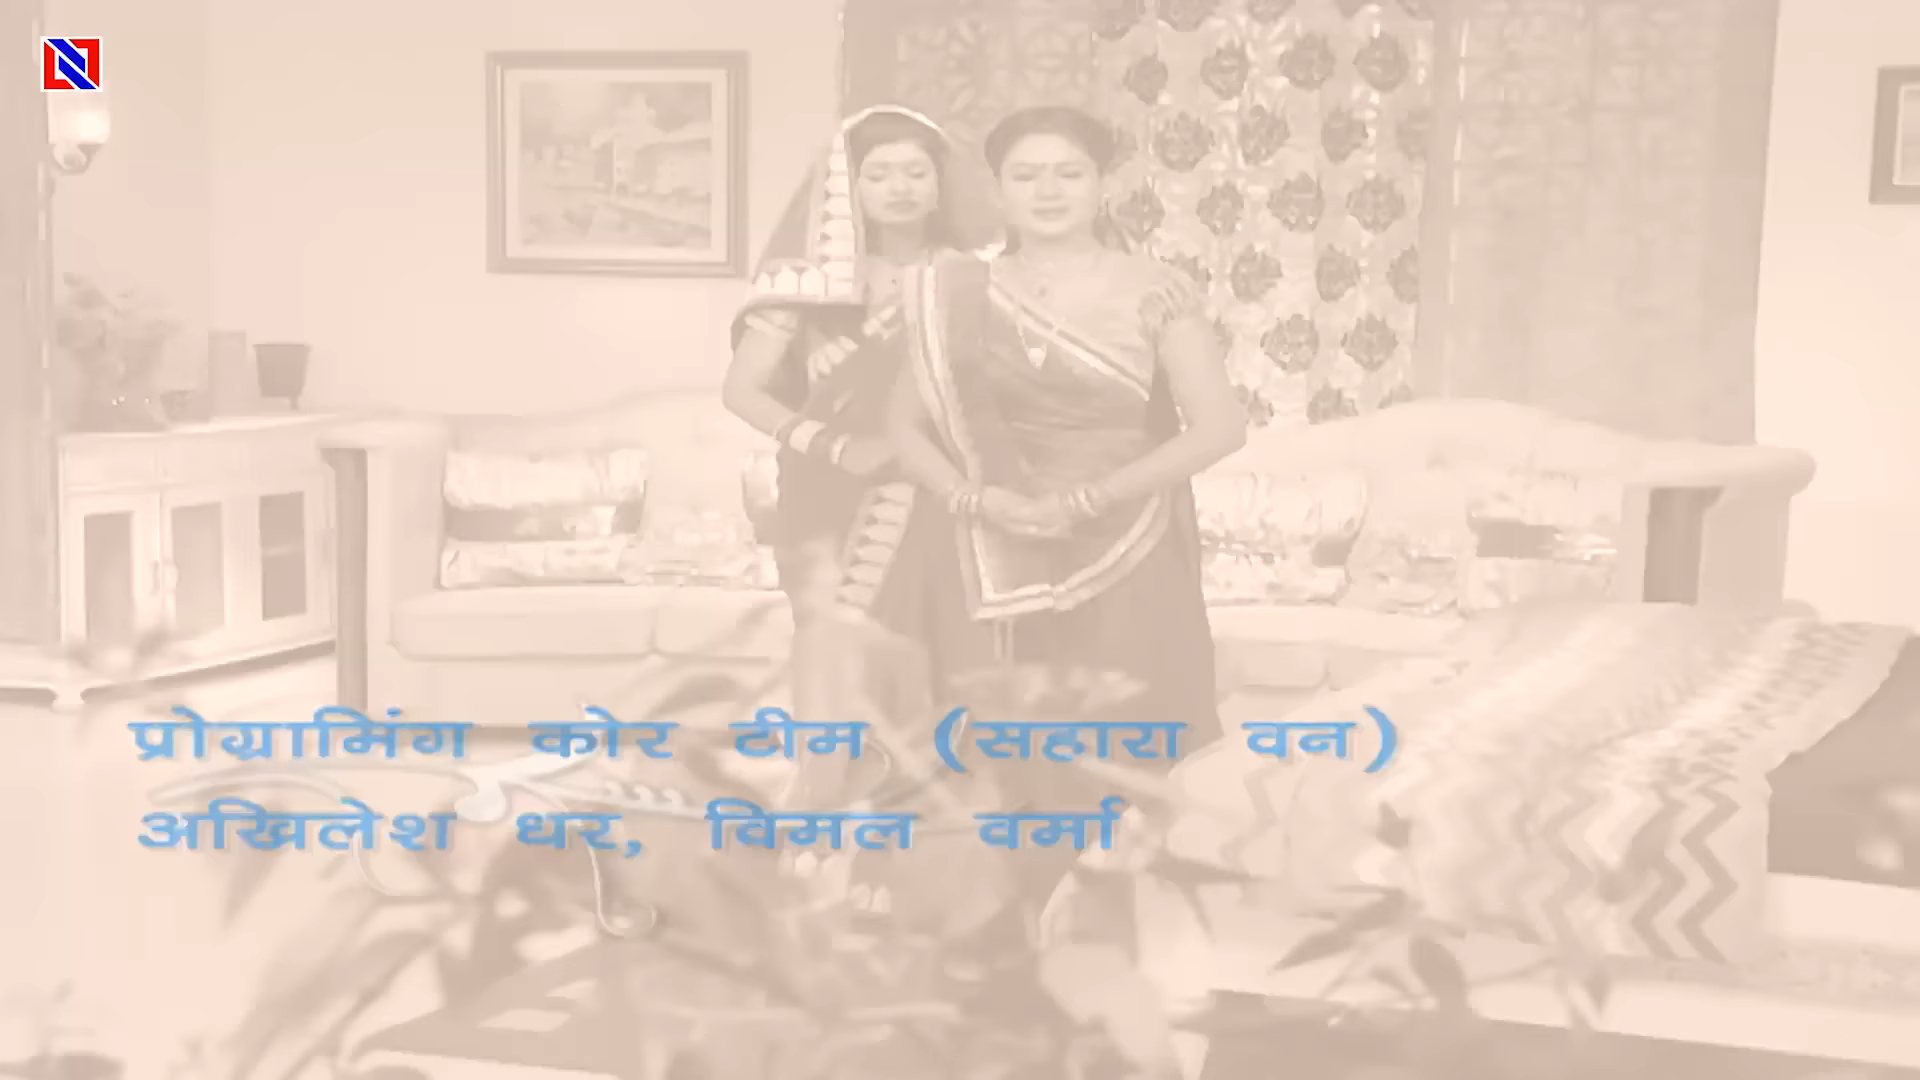 प्रोग्रामिंग कोर टीम (सहारा वन)
अखिलेश धर, विमल वर्मा